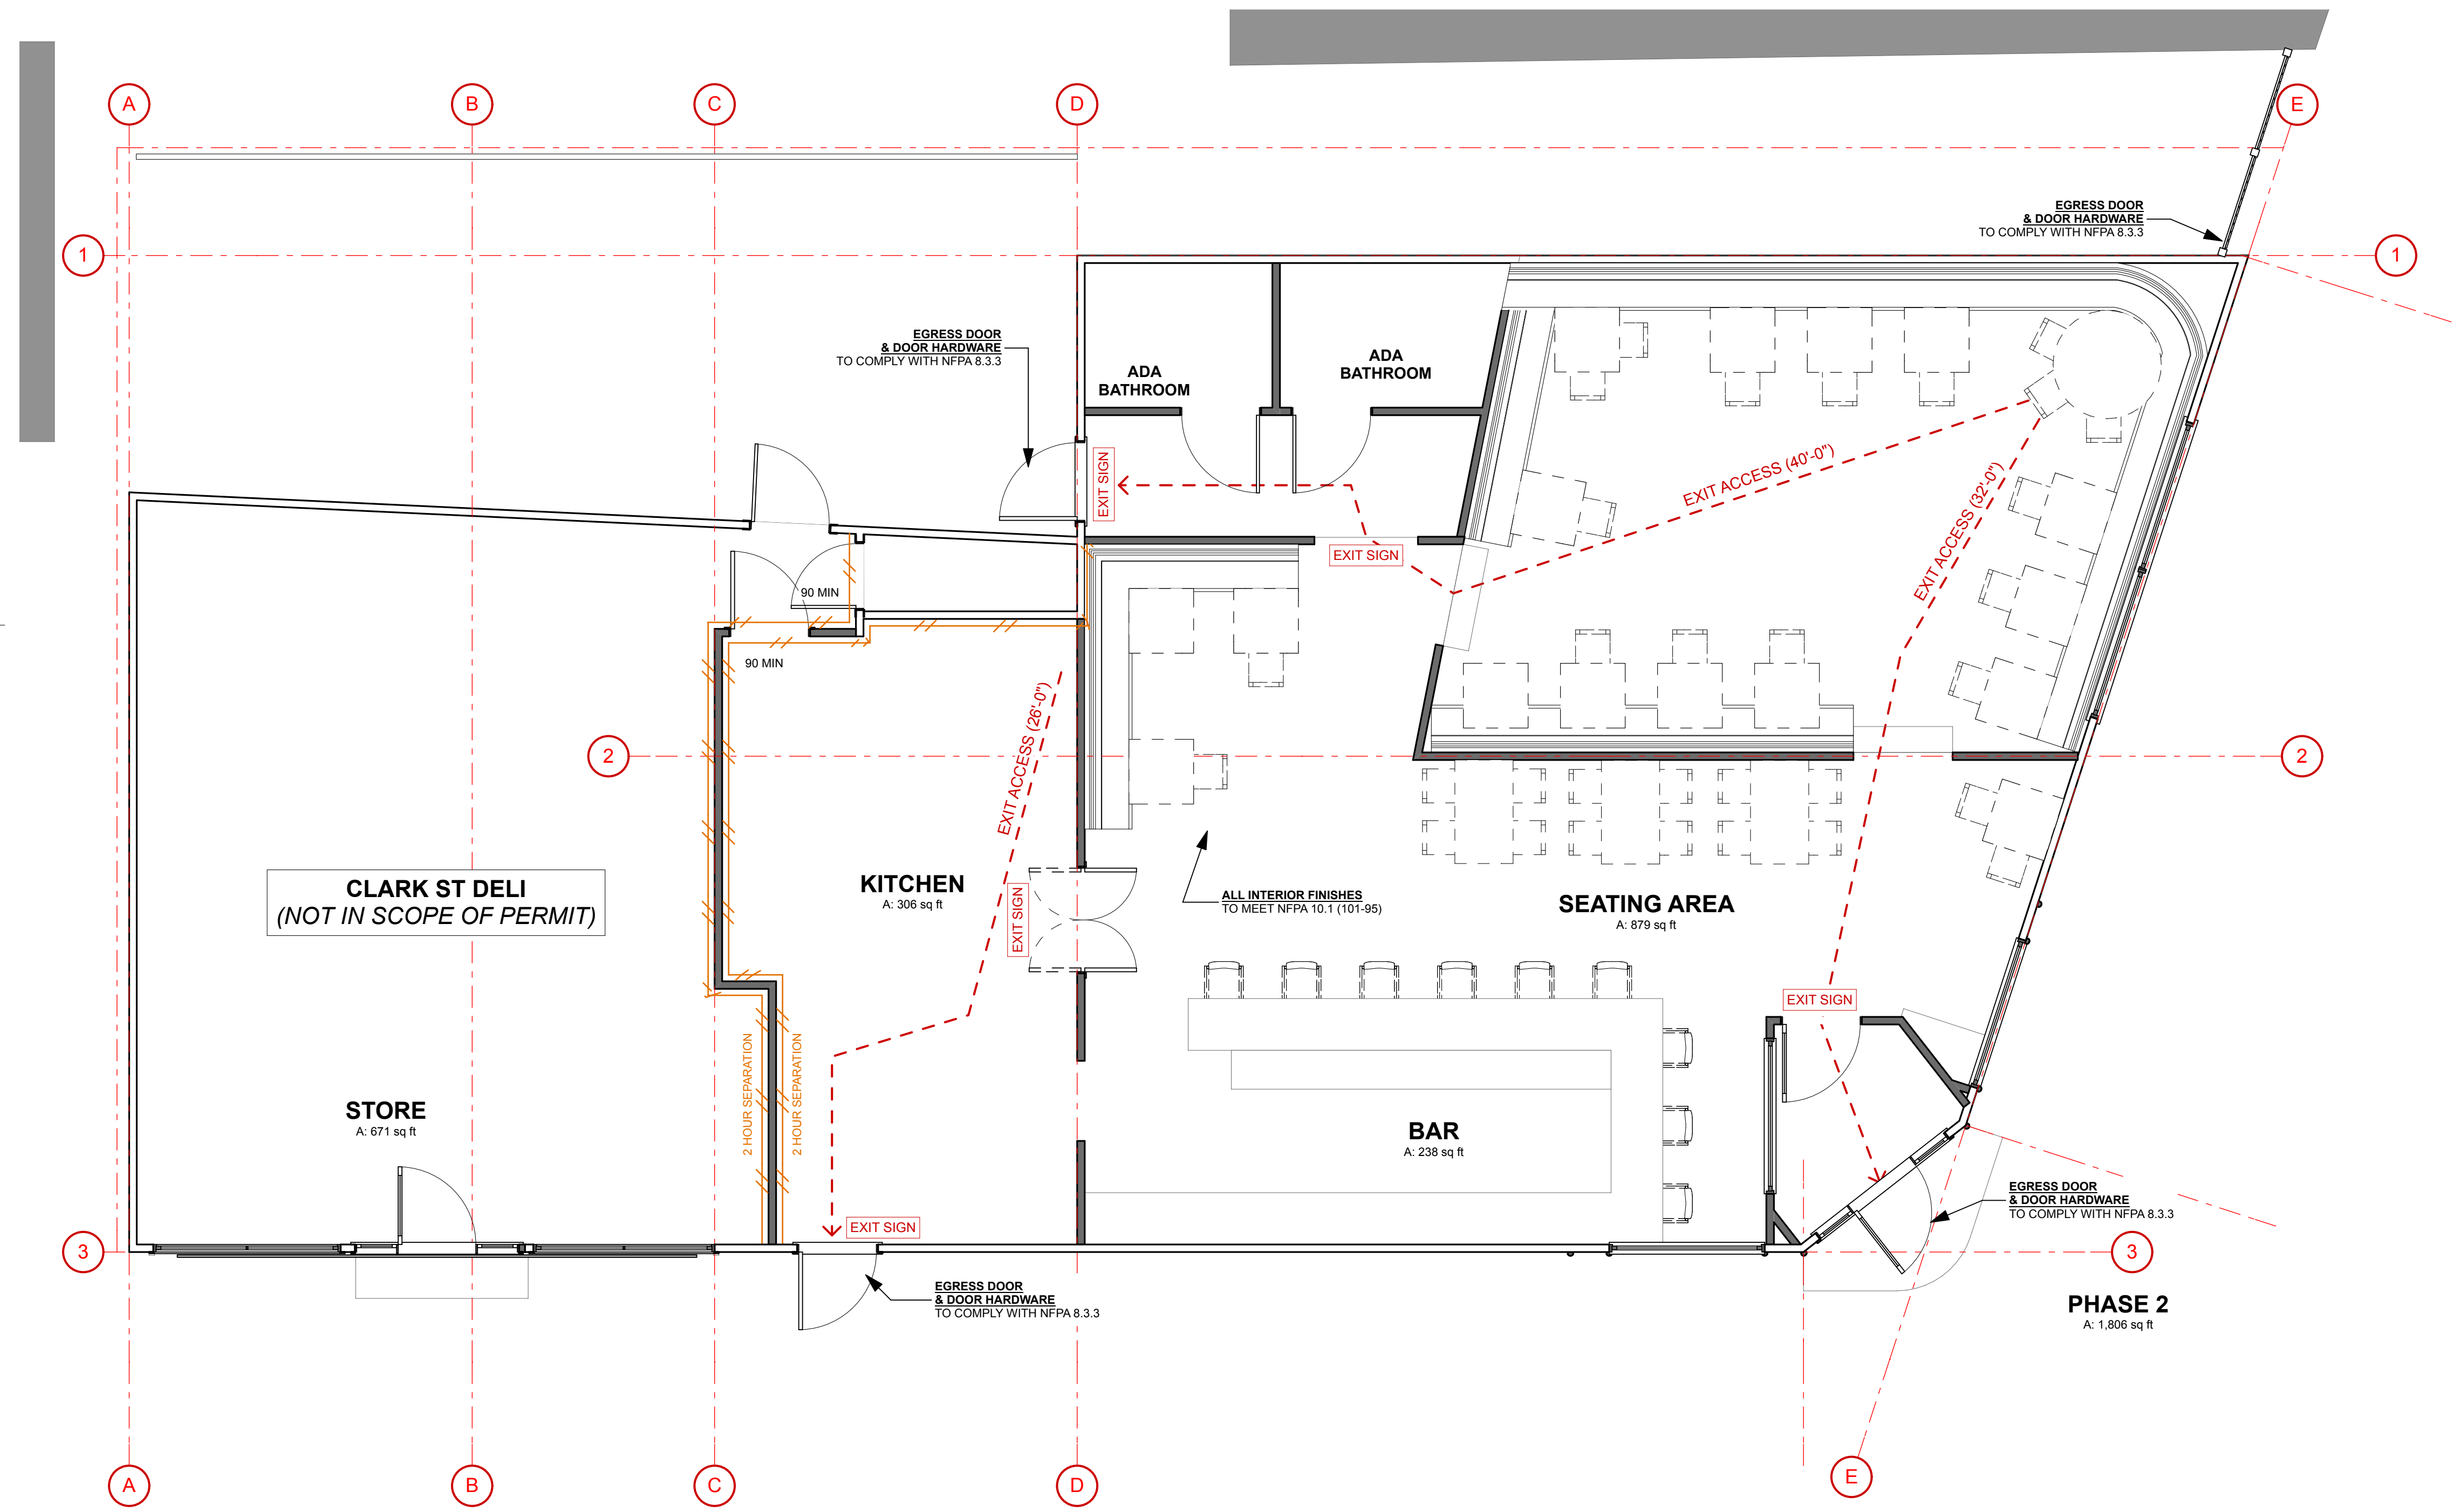 A
B
C
D
E
EGRESS DOOR
& DOOR HARDWARE
TO COMPLY WITH NFPA 8.3.3
1
1
EGRESS DOOR
& DOOR HARDWARE
TO COMPLY WITH NFPA 8.3.3
ADA
BATHROOM
ADA
BATHROOM
EXIT SIGN
EXIT ACCESS (40'-0")
EXIT ACCESS (32'-0")
EXIT SIGN
90 MIN
90 MIN
EXIT ACCESS (26'-0")
2
2
CLARK ST DELI
(NOT IN SCOPE OF PERMIT)
KITCHEN
A: 306 sq ft
EXIT SIGN
ALL INTERIOR FINISHES
TO MEET NFPA 10.1 (101-95)
SEATING AREA
A: 879 sq ft
EXIT SIGN
2 HOUR SEPARATION
2 HOUR SEPARATION
STORE
A: 671 sq ft
BAR
A: 238 sq ft
EGRESS DOOR
& DOOR HARDWARE
TO COMPLY WITH NFPA 8.3.3
EXIT SIGN
3
3
EGRESS DOOR
& DOOR HARDWARE
TO COMPLY WITH NFPA 8.3.3
PHASE 2
A: 1,806 sq ft
A
B
C
D
E